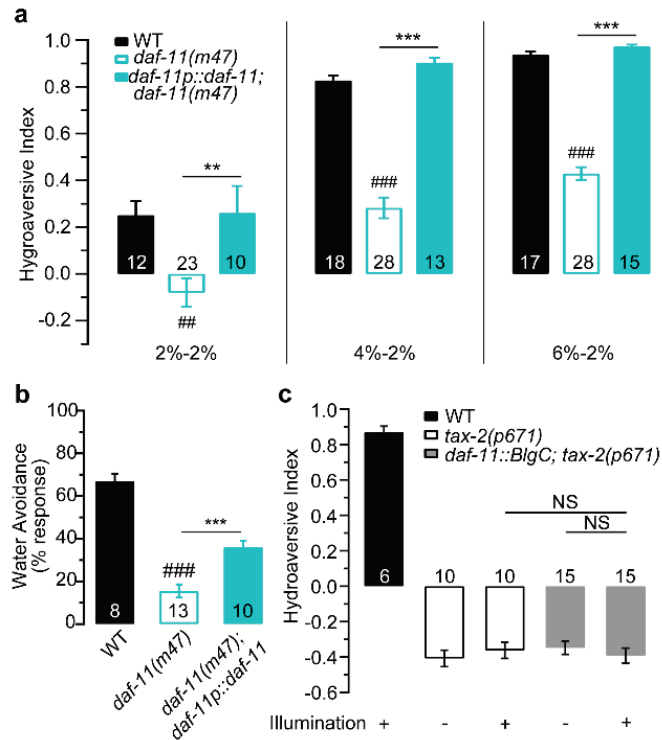 a
WT
daf-11(m47)
daf-11p::daf-11;
daf-11(m47)
Hygroaversive Index
1.0
0.8
0.6
0.4
0.2
0.0
-0.2
**
***
***
##
###
###
12
23
10
18
28
13
17
28
15
2%-2%
4%-2%
6%-2%
b
Water Avoidance
(% response)
100
80
60
40
20
0
###
***
8
13
10
WT
daf-11(m47)
daf-11(m47);
daf-11p::daf-11
c
WT
tax-2(p671)
daf-11::BlgC; tax-2(p671)
Hydroaversive Index
1.0
0.8
0.6
0.4
0.2
-0.0
-0.2
-0.4
-0.6
NS
NS
6
10
10
15
15
Illumination + - + - +